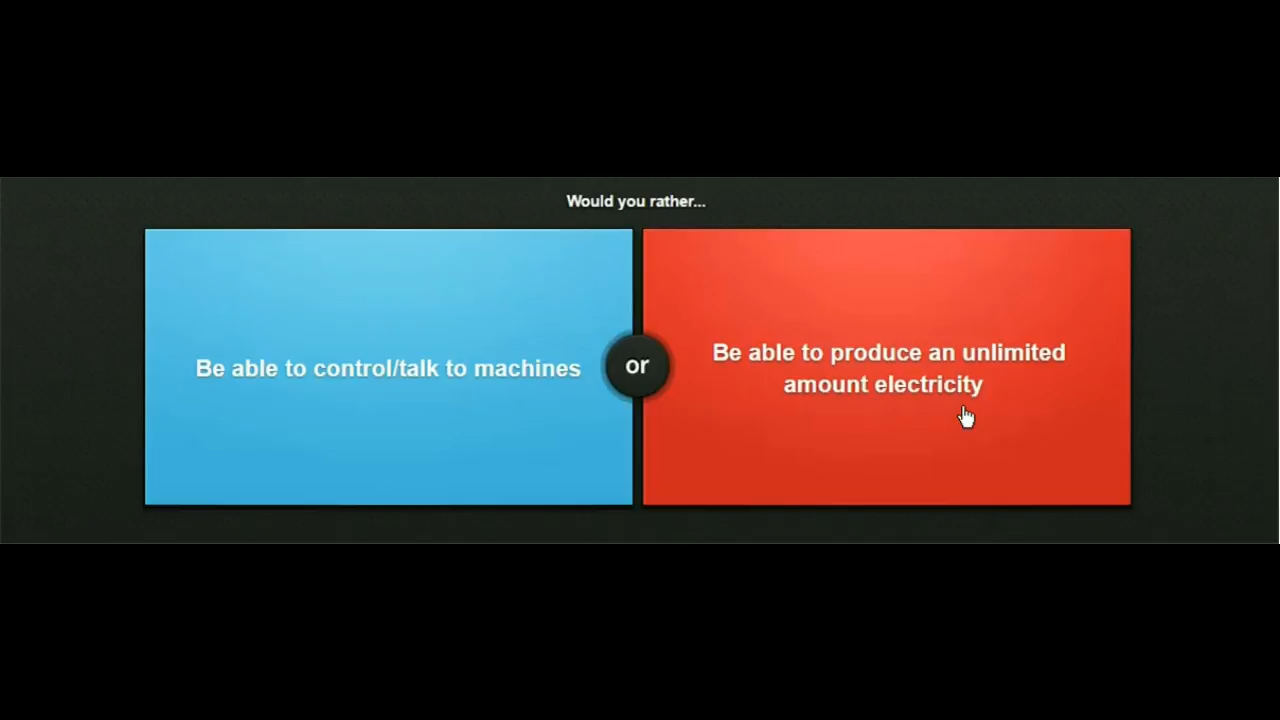 Would you rather...
Be able to control/talk to machines
or
Be able to produce an unlimited
amount electricity